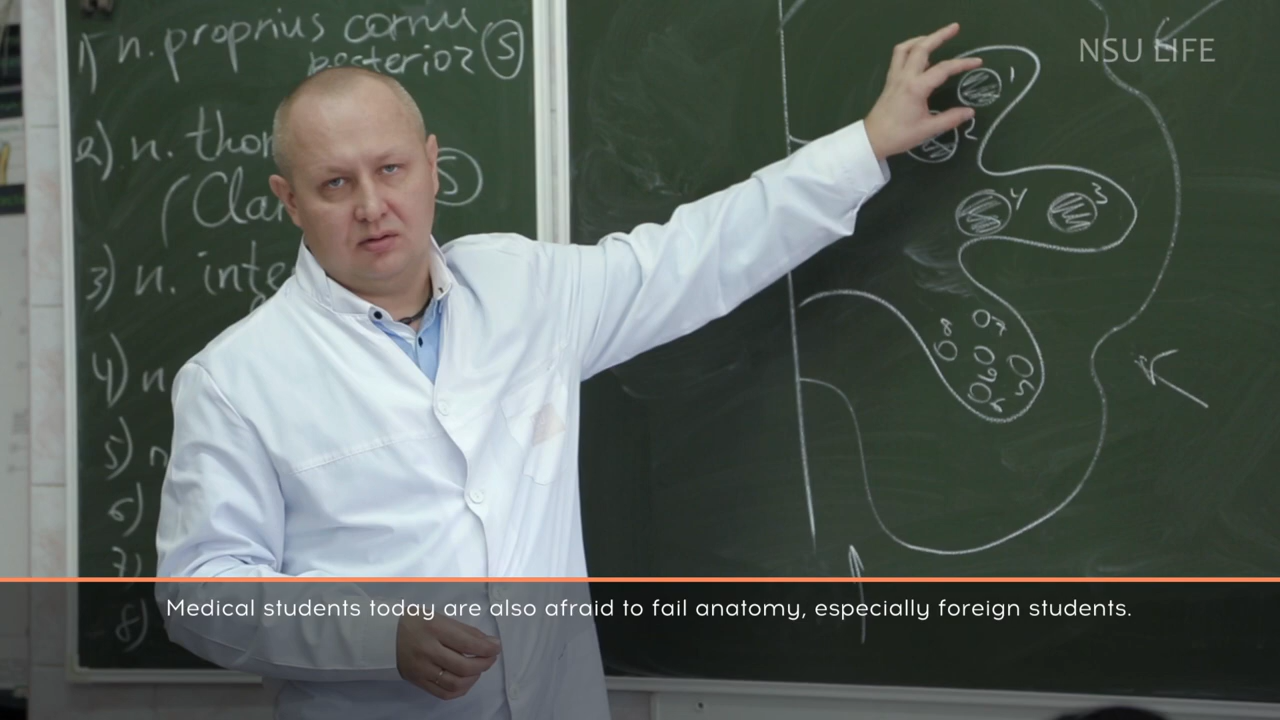 1) n. proprius cornu
posterior S
2) n. thor
(Clar
S
3) n. inte
4) n
5) n
6)
7)
8)
NSU LIFE
1
2
4
3
Medical students today are also afraid to fail anatomy, especially foreign students.